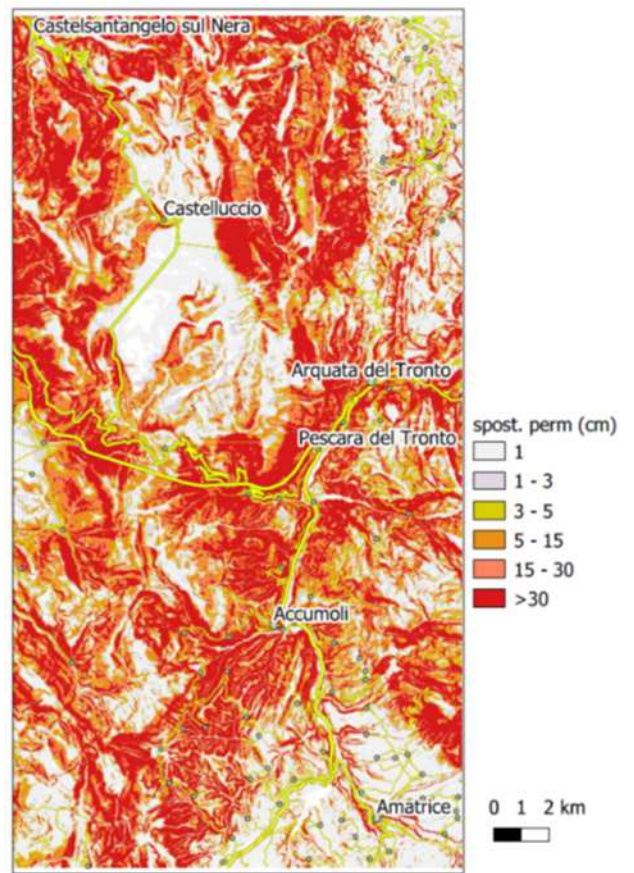 Castelsantangelo sul Nera
Castelluccio
Arquata del Tronto
Pescara del Tronto
Accumoli
Amatrice
spost. perm (cm)
1
1 - 3
3 - 5
5 - 15
15 - 30
>30
0 1 2 km